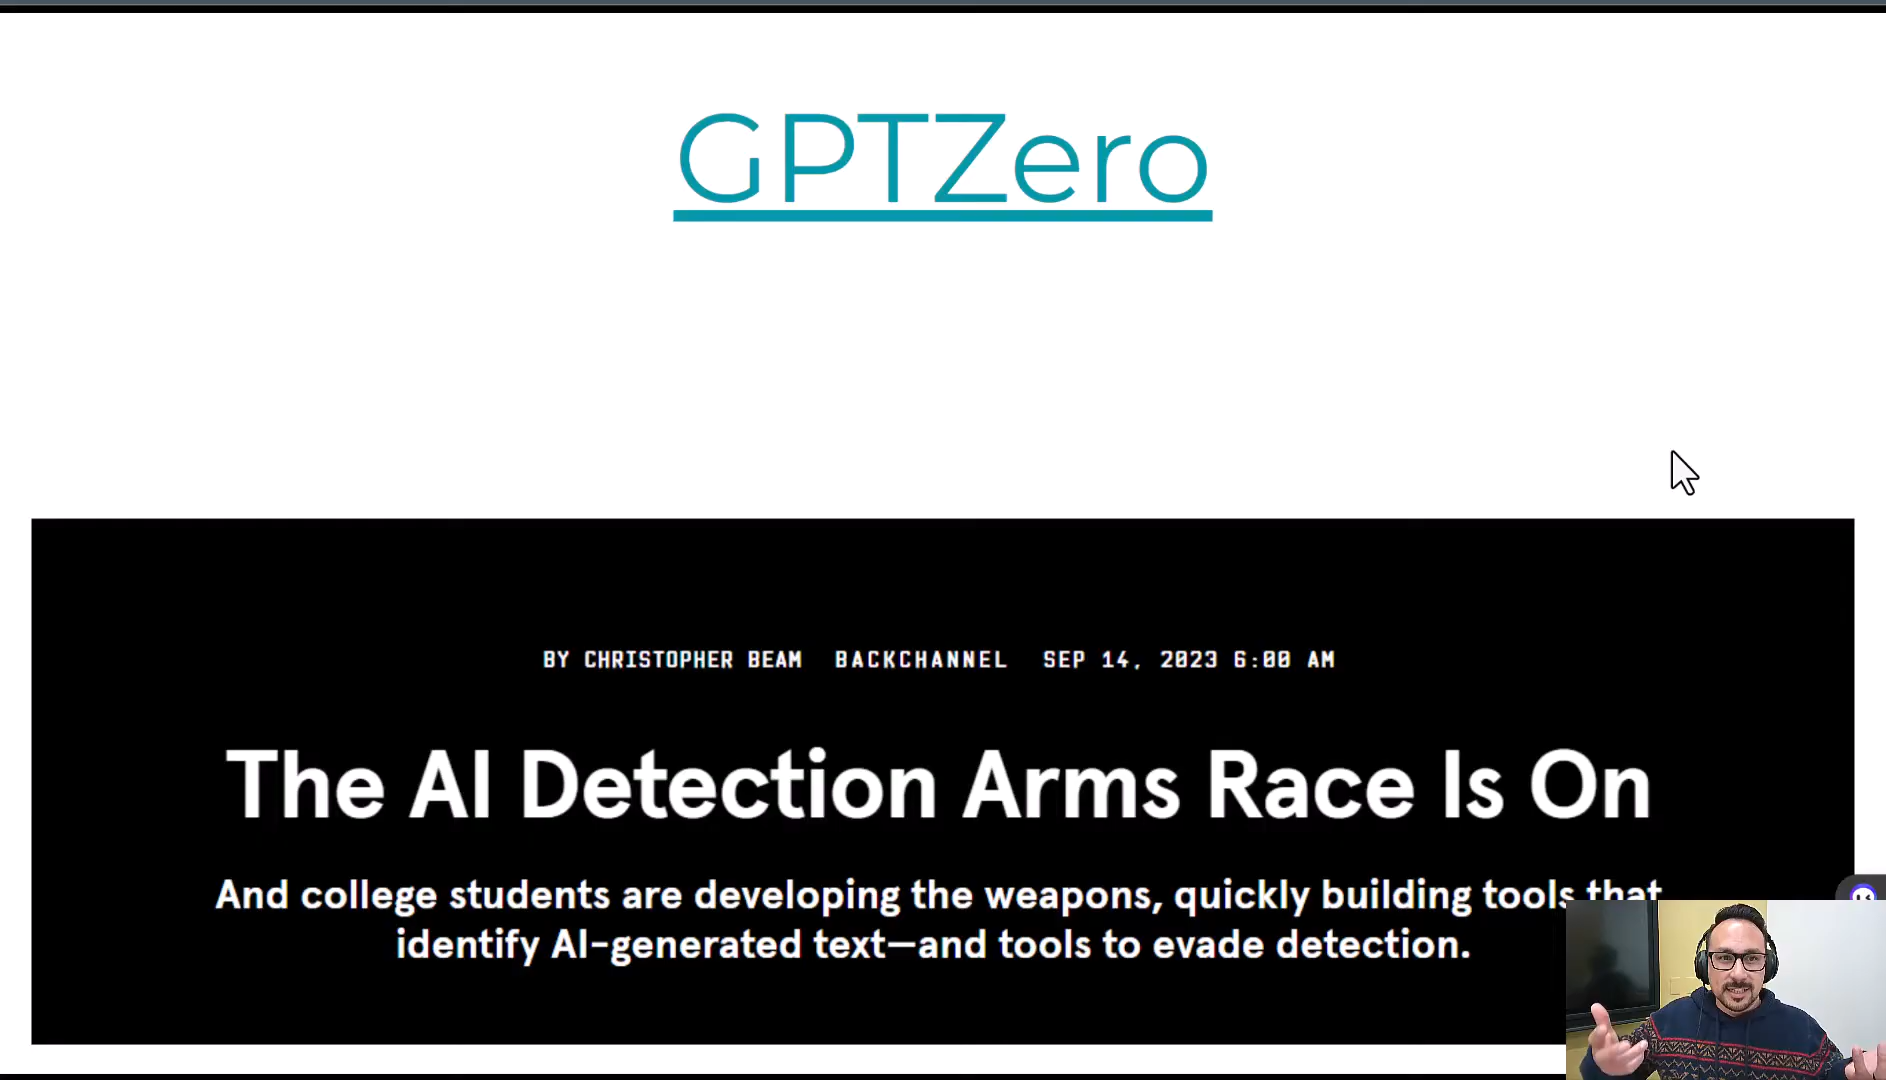 GPTZero
BY CHRISTOPHER BEAM BACKCHANNEL SEP 14, 2023 6:00 AM
The AI Detection Arms Race Is On
And college students are developing the weapons, quickly building tools that
identify AI-generated text—and tools to evade detection.